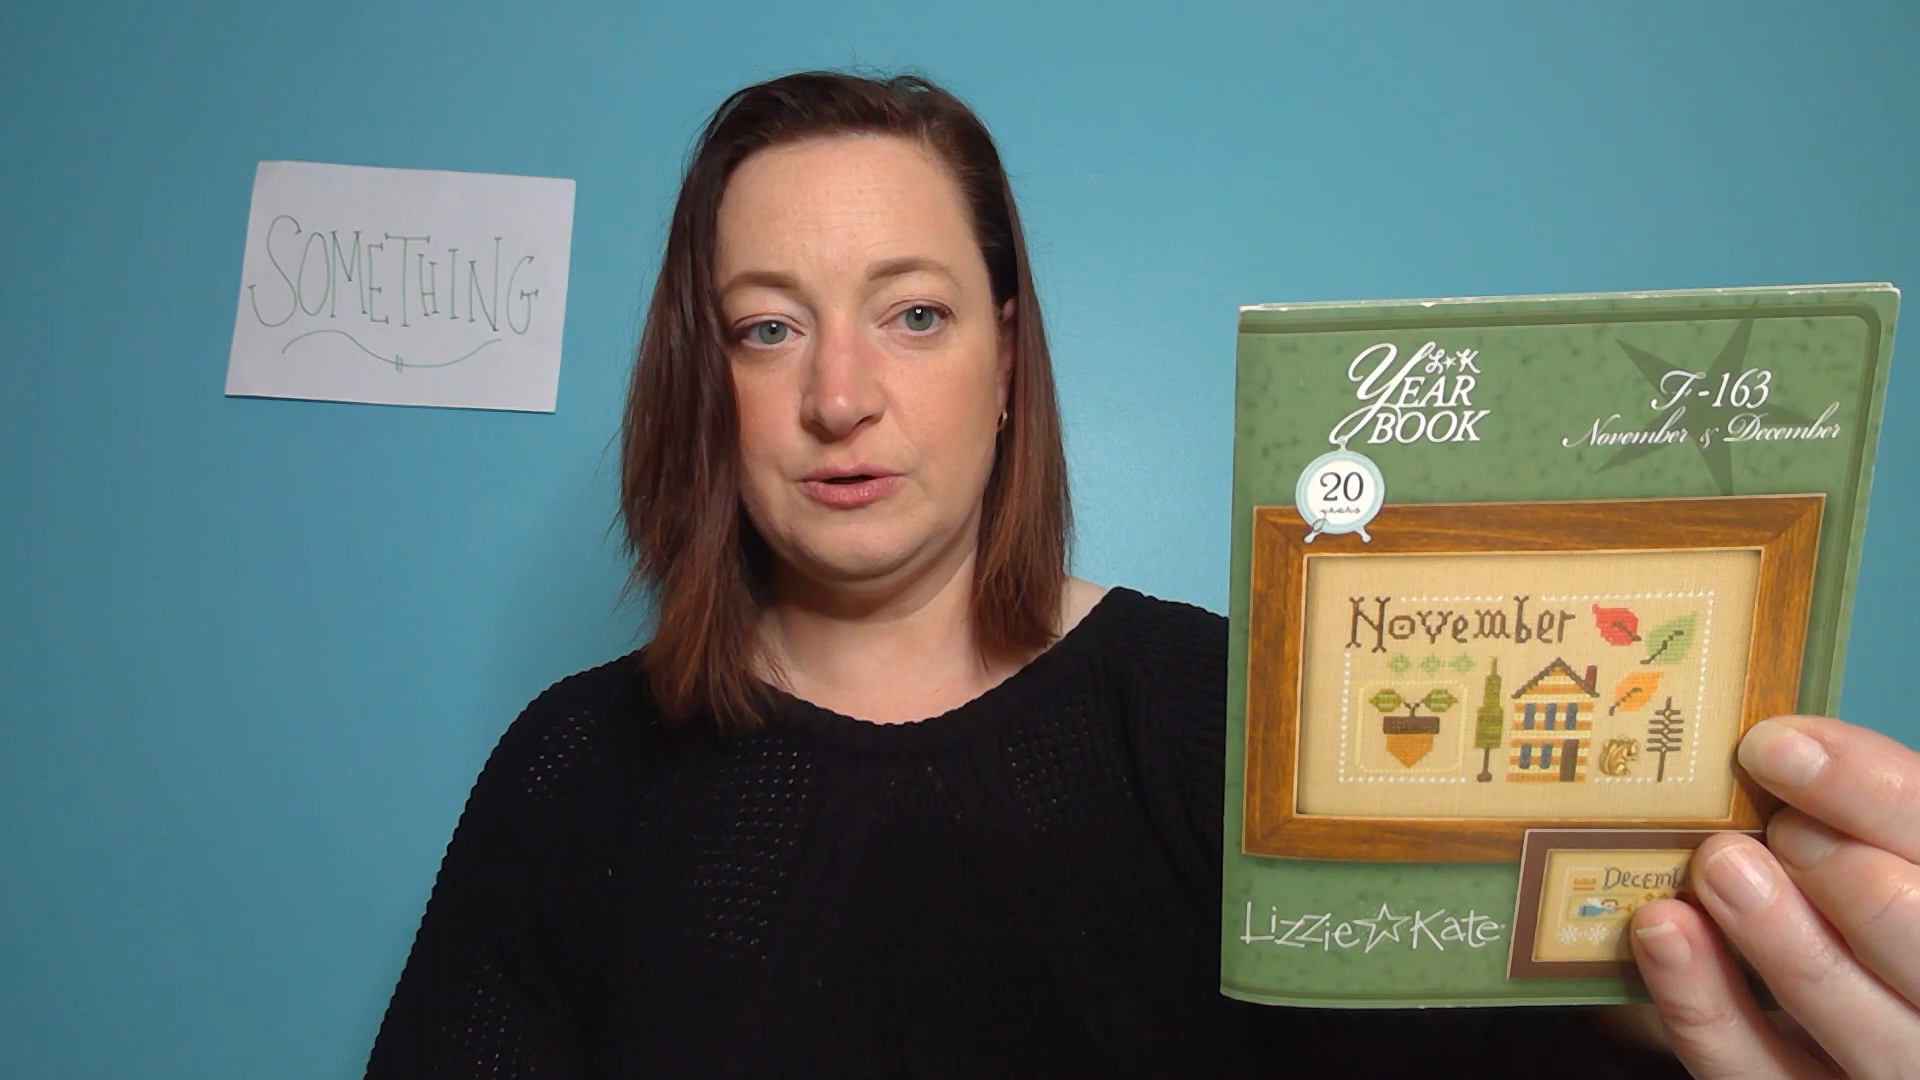 SOMETHING
L★K
YEAR
BOOK
F-163
November & December
20
years
November
Lizzie☆Kate